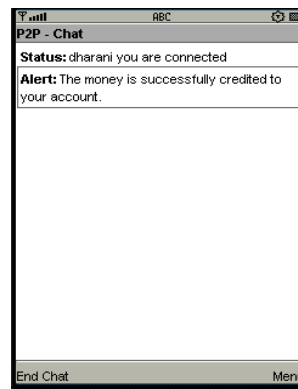 ABC
P2P - Chat
Status: dharani you are connected
Alert: The money is successfully credited to
your account.
End Chat Men